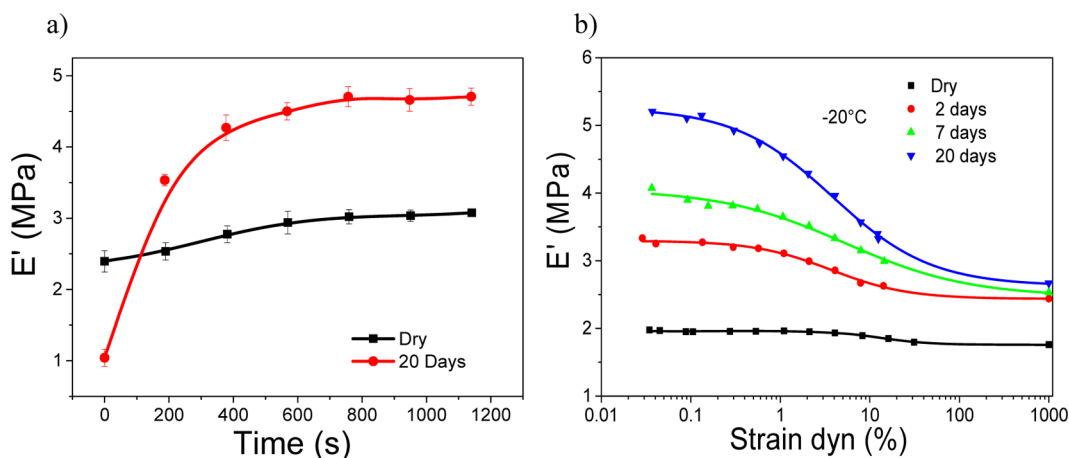 a)
E' (MPa)
5
4
3
2
1
0 200 400 600 800 1000 1200
Time (s)
Dry
20 Days
b)
E' (MPa)
6
5
4
3
2
1
0.01 0.1 1 10 100 1000
Strain dyn (%)
-20°C
Dry
2 days
7 days
20 days